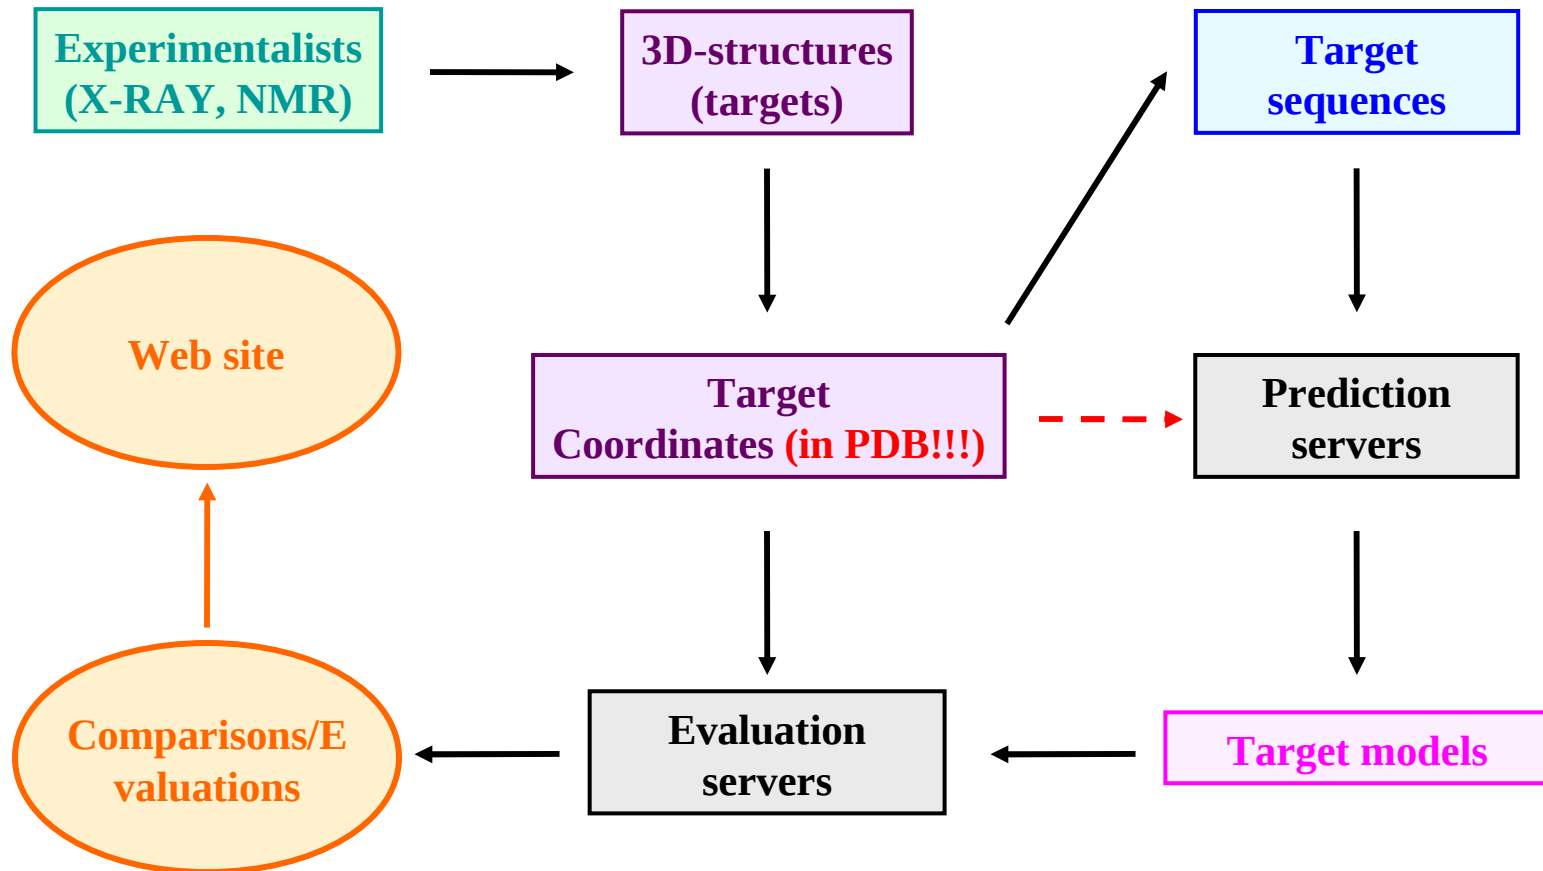 Experimentalists
(X-RAY, NMR)
3D-structures
(targets)
Target
sequences
Web site
Target
Coordinates (in PDB!!!)
Prediction
servers
Comparisons/E
valuations
Evaluation
servers
Target models